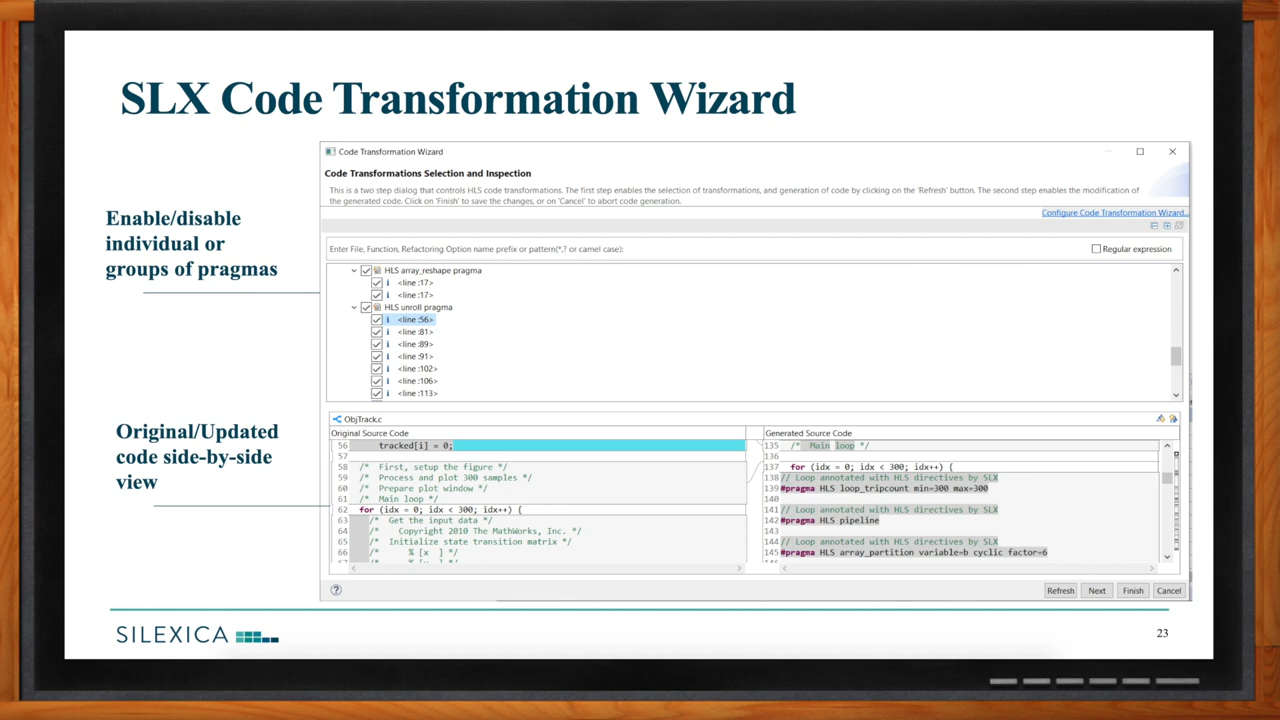 SLX Code Transformation Wizard
Enable/disable
individual or
groups of pragmas
Original/Updated
code side-by-side
view
Code Transformation Wizard
Code Transformations Selection and Inspection
This is a two step dialog that controls HLS code transformations. The first step enables the selection of transformations, and generation of code by clicking on the 'Refresh' button. The second step enables the modification of
the generated code. Click on 'Finish' to save the changes, or on 'Cancel' to abort code generation.
Configure Code Transformation Wizard...
Enter File, Function, Refactoring Option name prefix or pattern(*,? or camel case):
Regular expression
HLS array_reshape pragma
<line :17>
<line :17>
HLS unroll pragma
<line :56>
<line :81>
<line :89>
<line :91>
<line :102>
<line :106>
<line :113>
ObjTrack.c
Original Source Code
56 tracked[i] = 0;
57
58 /* First, setup the figure */
59 /* Process and plot 300 samples */
60 /* Prepare plot window */
61 /* Main loop */
62 for (idx = 0; idx < 300; idx++) {
63 /* Get the input data */
64 /* Copyright 2010 The MathWorks, Inc. */
65 /* Initialize state transition matrix */
66 /* % [x ] */
Generated Source Code
135 /* Main loop */
136
137 for (idx = 0; idx < 300; idx++) {
138 // Loop annotated with HLS directives by SLX
139 #pragma HLS loop_tripcount min=300 max=300
140
141 // Loop annotated with HLS directives by SLX
142 #pragma HLS pipeline
143
144 // Loop annotated with HLS directives by SLX
145 #pragma HLS array_partition variable=b cyclic factor=6
Refresh
Next
Finish
Cancel
SILEXICA
23